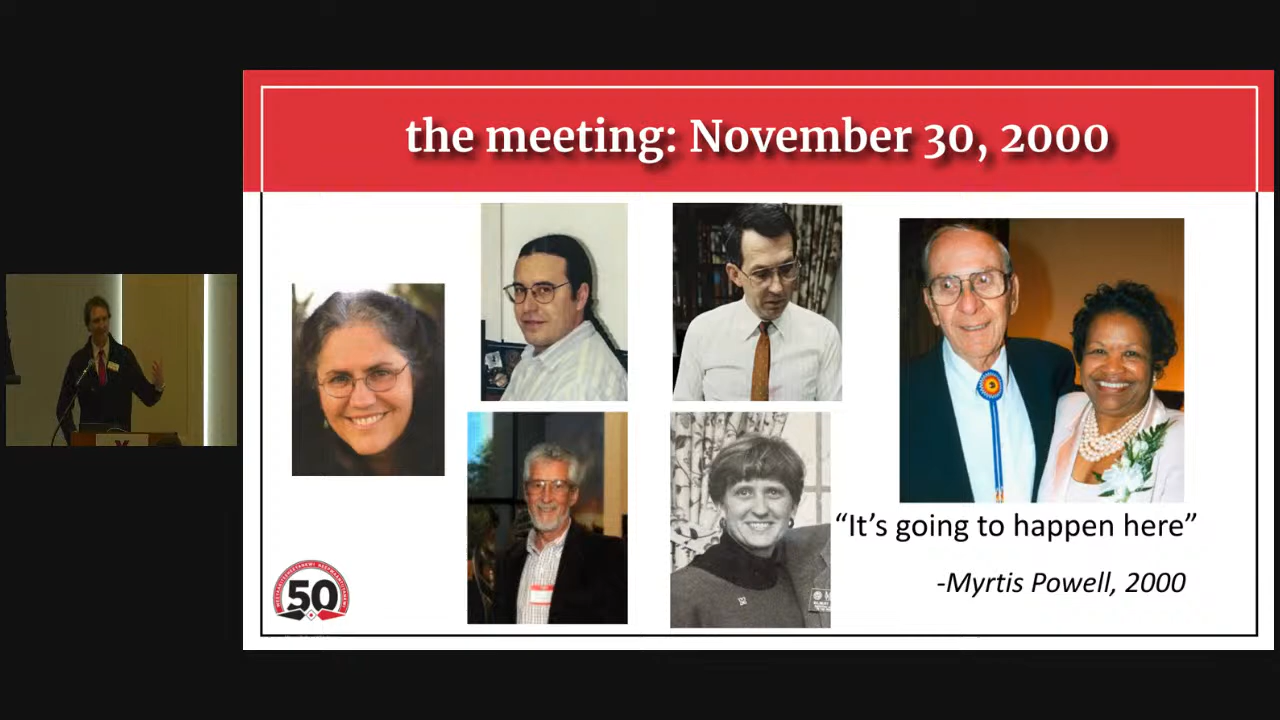 the meeting: November 30, 2000
“It’s going to happen here”
-Myrtis Powell, 2000
50